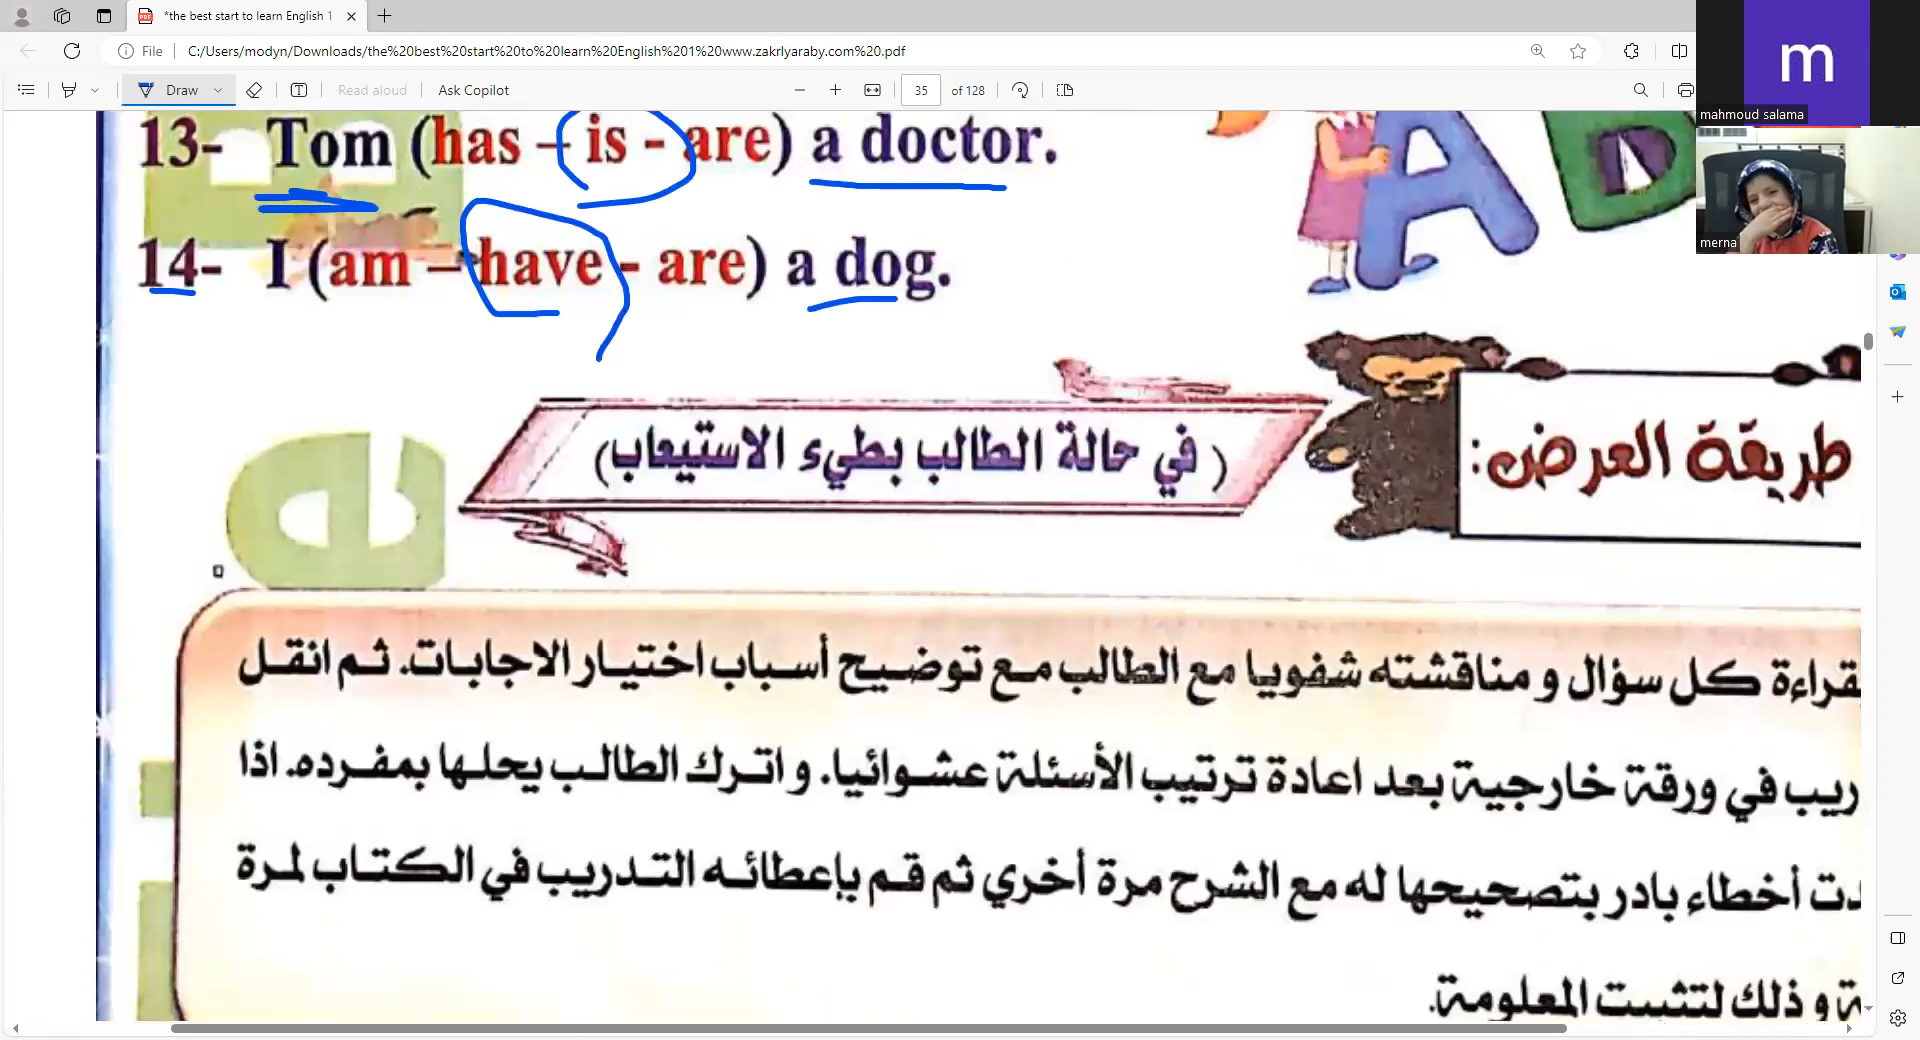 *the best start to learn English 1
File
C:/Users/modyn/Downloads/the%20best%20start%20to%20learn%20English%201%20www.zakrlyaraby.com%20.pdf
Draw
Read aloud
Ask Copilot
35
of 128
m
mahmoud salama
merna
13- Tom (has – is - are) a doctor.
14- I (am – have - are) a dog.
A
e
طريقة العرض:
( في حالة الطالب بطيء الاستيعاب)
بقراءة كل سؤال و مناقشته شفويا مع الطالب مع توضيح أسباب اختيار الاجابات. ثم انقل
ريب في ورقة خارجية بعد اعادة ترتيب الأسئلة عشوائيا. و اترك الطالب يحلها بمفرده. اذا
دت أخطاء بادر بتصحيحها له مع الشرح مرة أخري ثم قم بإعطائه التدريب في الكتاب لمرة
ة و ذلك لتثبيت المعلومة.